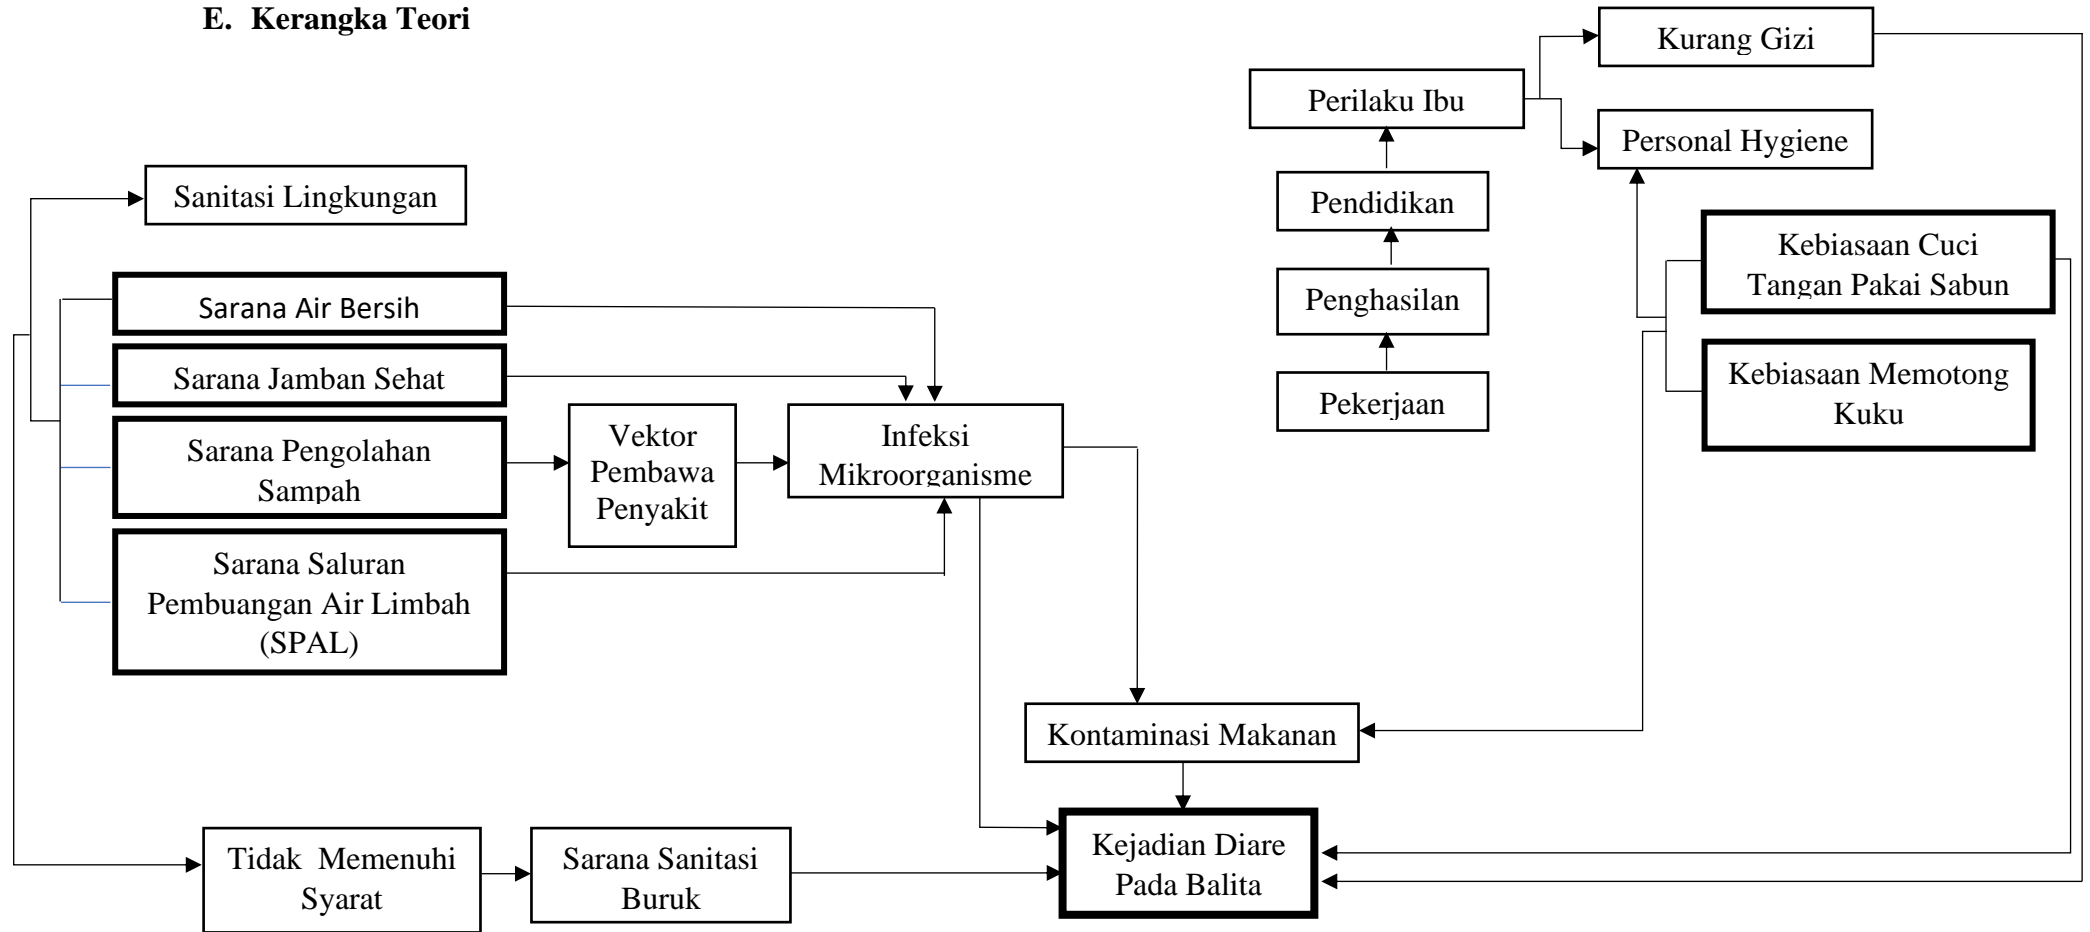 E. Kerangka Teori
Kurang Gizi
Perilaku Ibu
Personal Hygiene
Sanitasi Lingkungan
Pendidikan
Kebiasaan Cuci
Tangan Pakai Sabun
Sarana Air Bersih
Penghasilan
Sarana Jamban Sehat
Kebiasaan Memotong
Kuku
Pekerjaan
Sarana Pengolahan
Sampah
Vektor
Pembawa
Penyakit
Infeksi
Mikroorganisme
Sarana Saluran
Pembuangan Air Limbah
(SPAL)
Kontaminasi Makanan
Tidak Memenuhi
Syarat
Sarana Sanitasi
Buruk
Kejadian Diare
Pada Balita